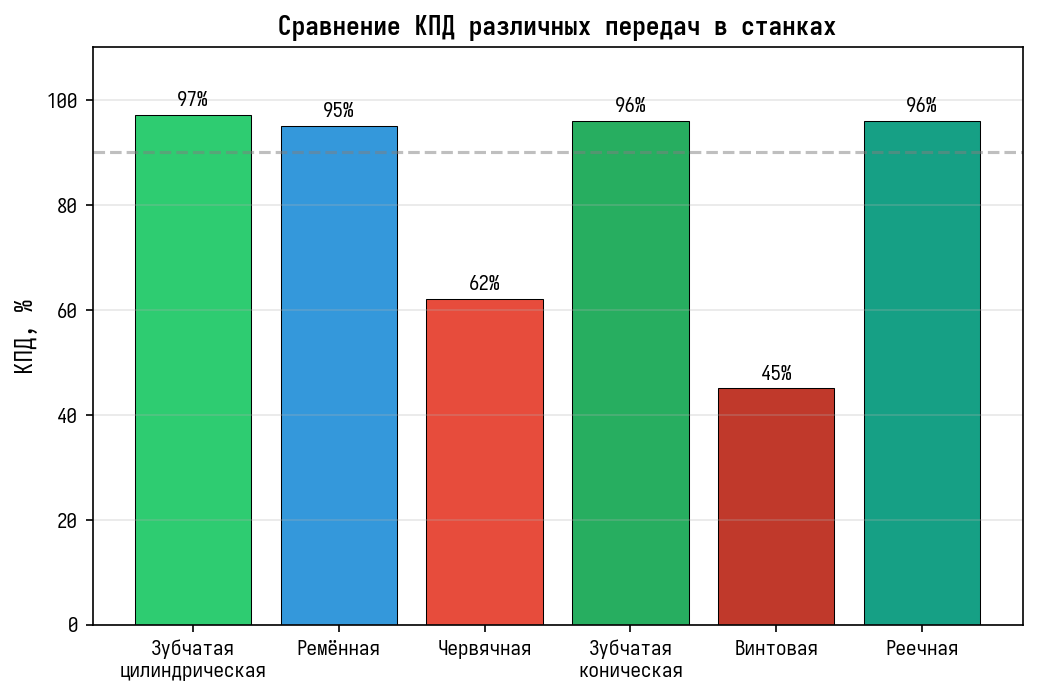 Сравнение КПД различных передач в станках
КПД, %
100
80
60
40
20
0
97%
95%
62%
96%
45%
96%
Зубчатая
цилиндрическая
Ремённая
Червячная
Зубчатая
коническая
Винтовая
Реечная